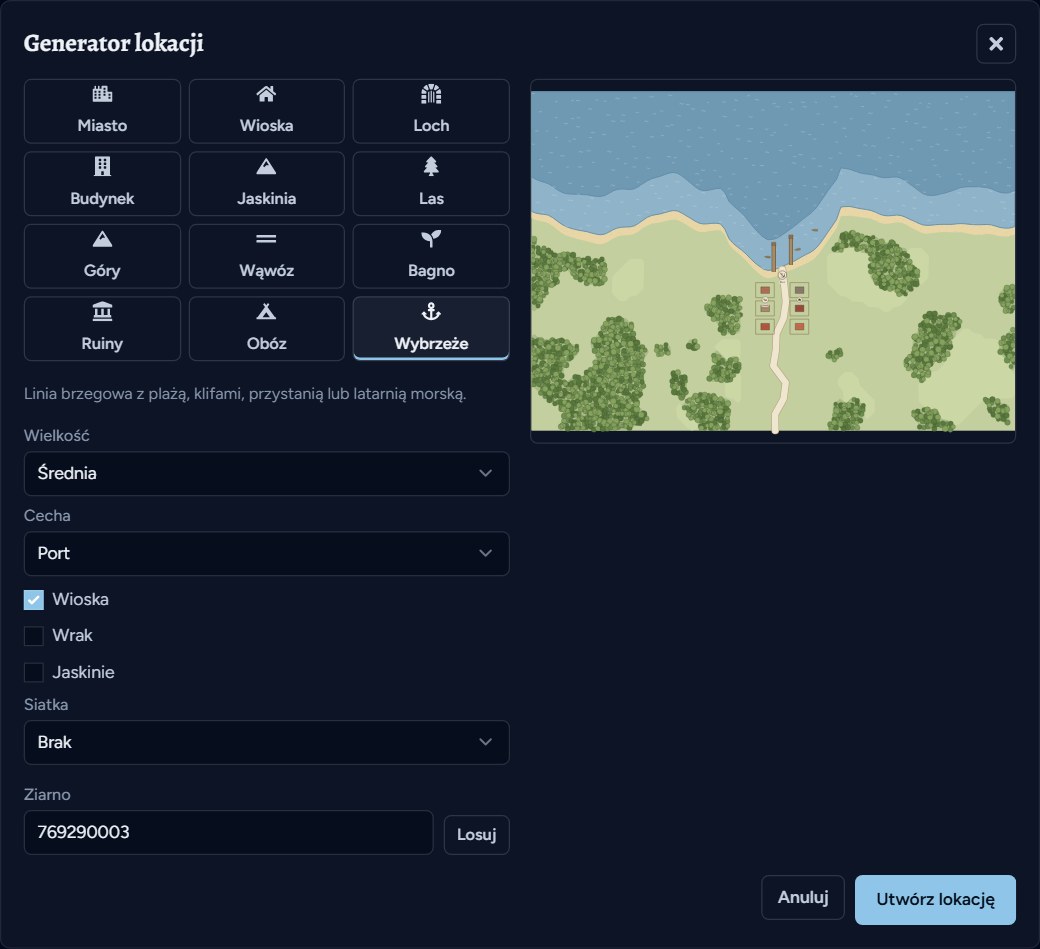 Generator lokacji
Miasto
Wioska
Loch
Budynek
Jaskinia
Las
Góry
Wąwóz
Bagno
Ruiny
Obóz
Wybrzeże
Linia brzegowa z plażą, klifami, przystanią lub latarnią morską.
Wielkość
Średnia
Cecha
Port
Wioska
Wrak
Jaskinie
Siatka
Brak
Ziarno
769290003
Losuj
Anuluj
Utwórz lokację